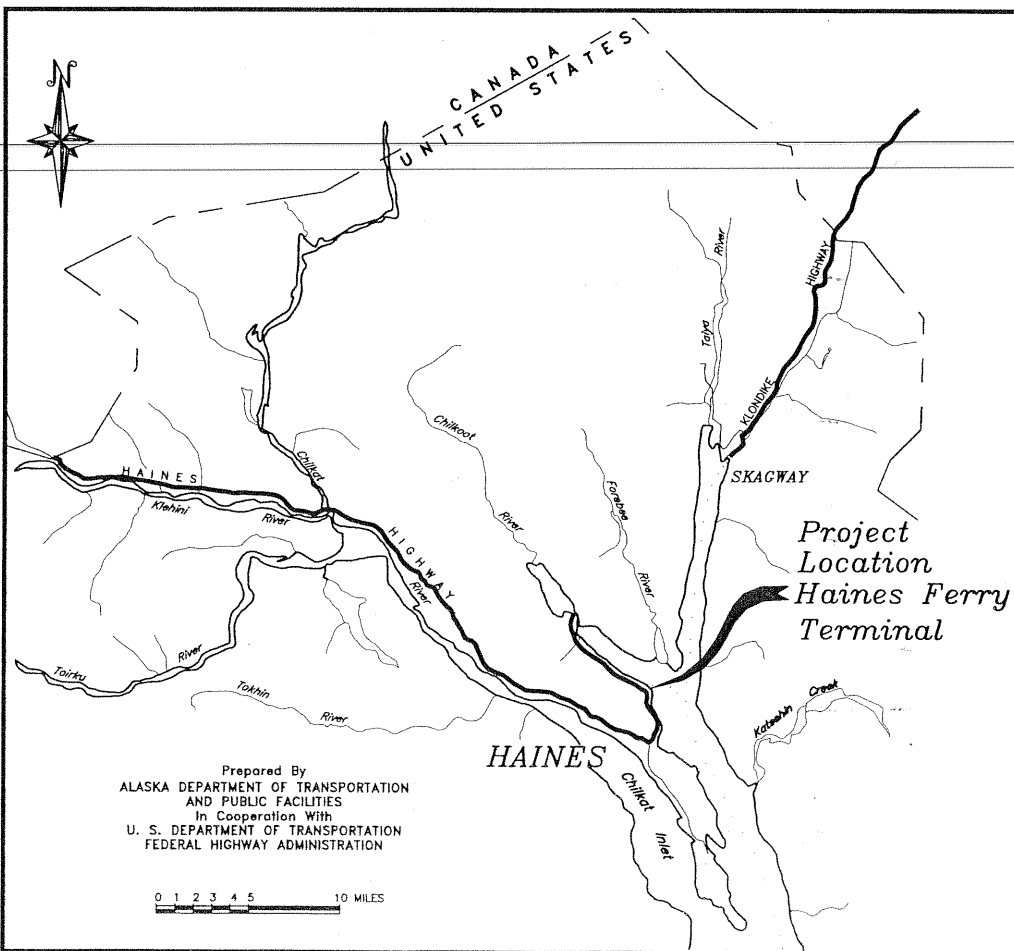 N
CANADA
UNITED STATES
Taiya River
KLONDIKE HIGHWAY
SKAGWAY
Chilkoot River
Chilkat River
HAINES HIGHWAY
Klehini River
Tsirku River
Takhin River
HAINES
Chilkat Inlet
Ferebee River
Katzehin Creek
Project
Location
Haines Ferry
Terminal
Prepared By
ALASKA DEPARTMENT OF TRANSPORTATION
AND PUBLIC FACILITIES
In Cooperation With
U. S. DEPARTMENT OF TRANSPORTATION
FEDERAL HIGHWAY ADMINISTRATION
0 1 2 3 4 5 10 MILES